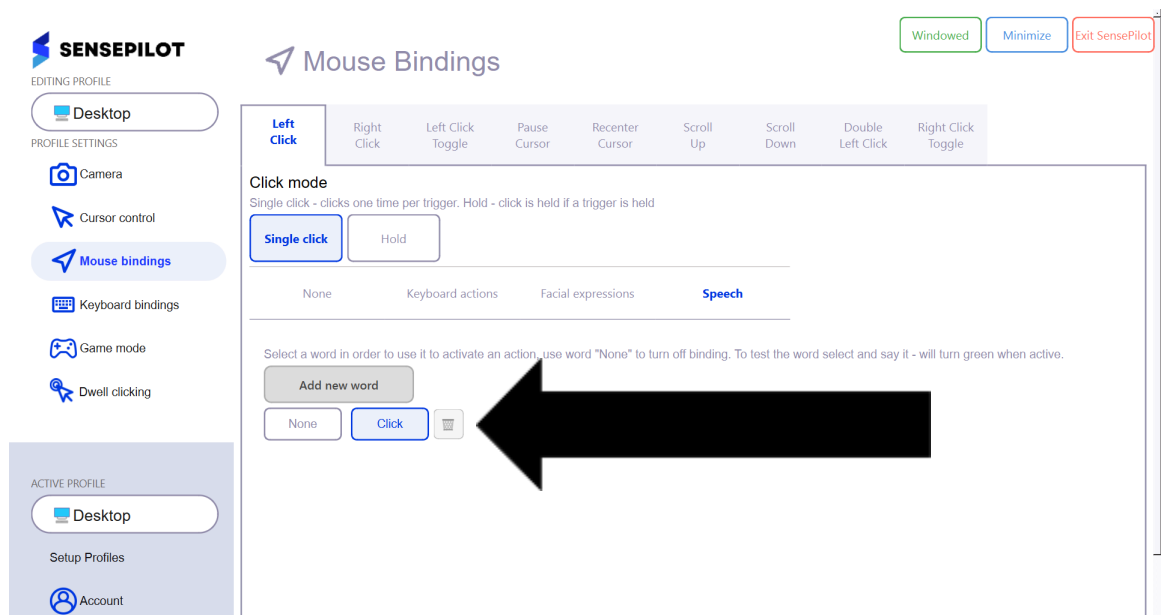 SENSEPILOT
EDITING PROFILE
Desktop
PROFILE SETTINGS
Camera
Cursor control
Mouse bindings
Keyboard bindings
Game mode
Dwell clicking
ACTIVE PROFILE
Desktop
Setup Profiles
Account
Mouse Bindings
Windowed
Minimize
Exit SensePilot
Left
Click
Right
Click
Left Click
Toggle
Pause
Cursor
Recenter
Cursor
Scroll
Up
Scroll
Down
Double
Left Click
Right Click
Toggle
Click mode
Single click - clicks one time per trigger. Hold - click is held if a trigger is held
Single click
Hold
None
Keyboard actions
Facial expressions
Speech
Select a word in order to use it to activate an action, use word "None" to turn off binding. To test the word select and say it - will turn green when active.
Add new word
None
Click